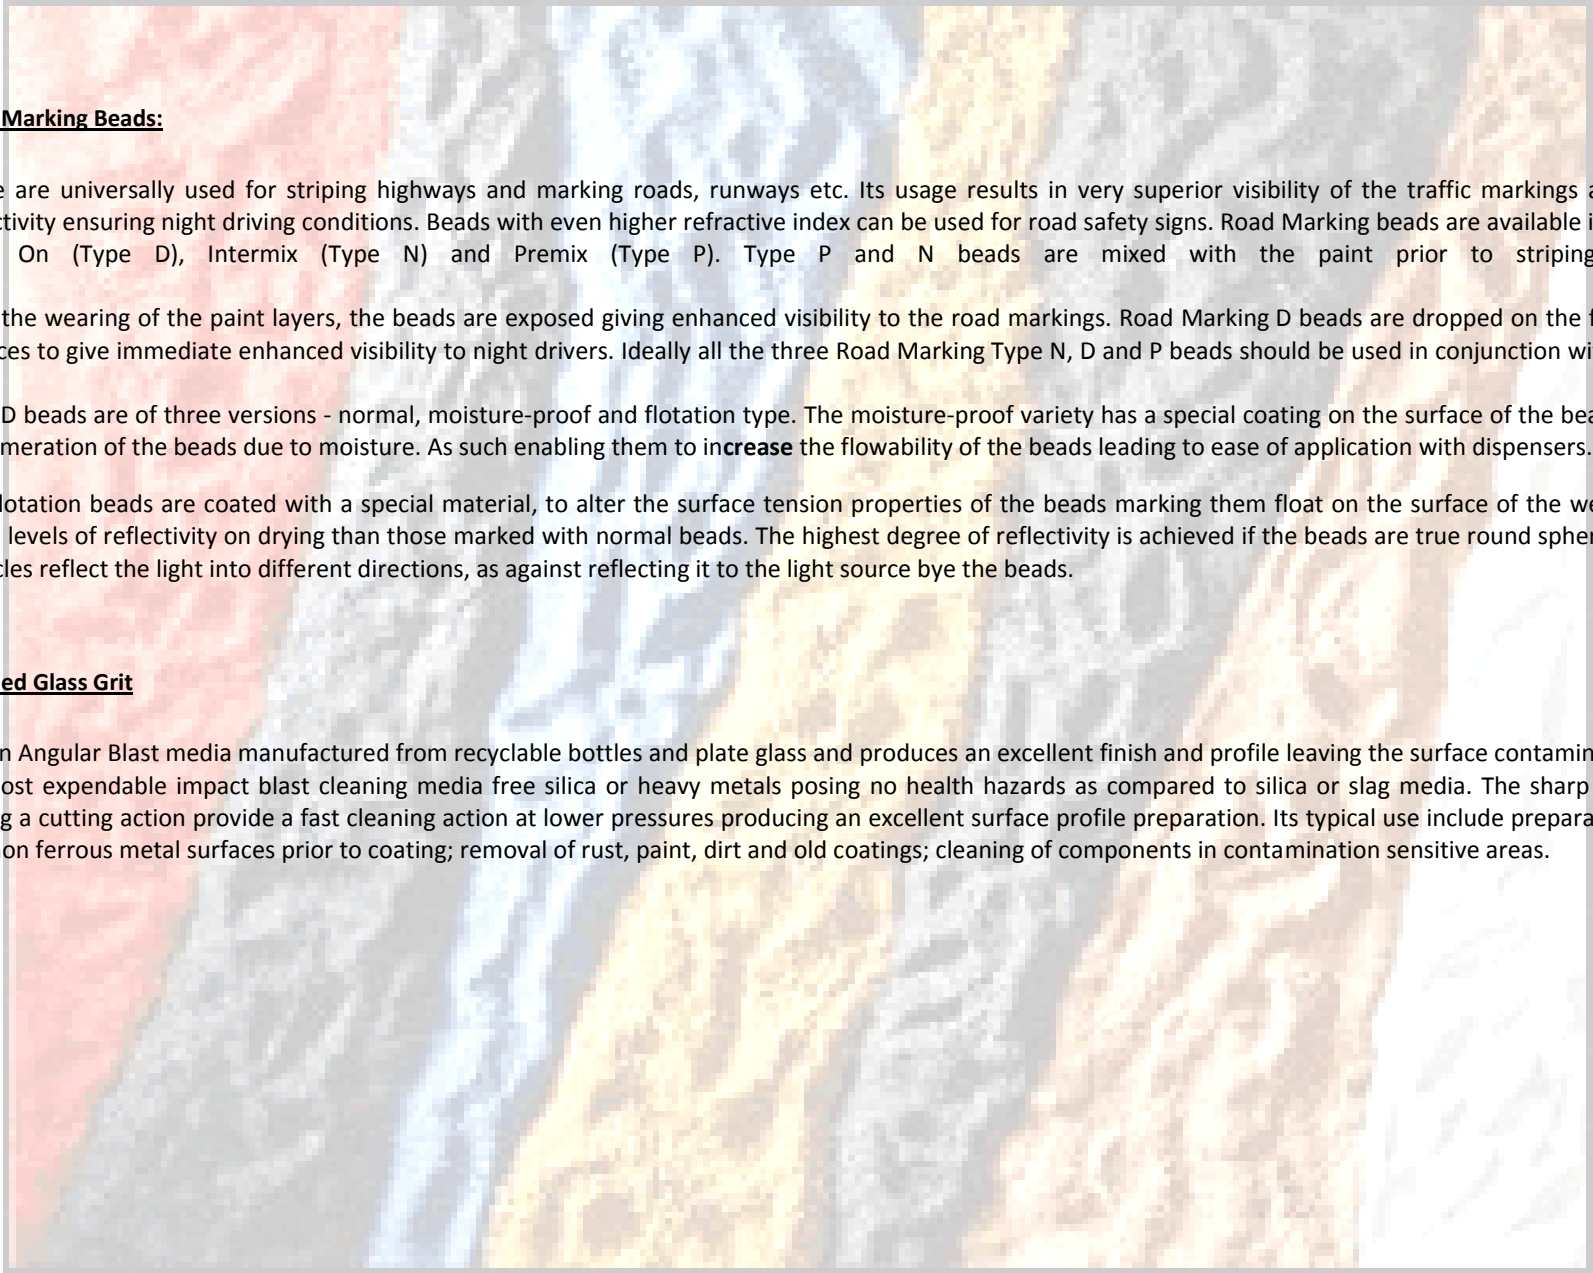 Marking Beads:
e are universally used for striping highways and marking roads, runways etc. Its usage results in very superior visibility of the traffic markings a
ctivity ensuring night driving conditions. Beads with even higher refractive index can be used for road safety signs. Road Marking beads are available i
On (Type D), Intermix (Type N) and Premix (Type P). Type P and N beads are mixed with the paint prior to striping
the wearing of the paint layers, the beads are exposed giving enhanced visibility to the road markings. Road Marking D beads are dropped on the f
ces to give immediate enhanced visibility to night drivers. Ideally all the three Road Marking Type N, D and P beads should be used in conjunction wi
D beads are of three versions - normal, moisture-proof and flotation type. The moisture-proof variety has a special coating on the surface of the bea
meration of the beads due to moisture. As such enabling them to increase the flowability of the beads leading to ease of application with dispensers.
lotation beads are coated with a special material, to alter the surface tension properties of the beads marking them float on the surface of the we
levels of reflectivity on drying than those marked with normal beads. The highest degree of reflectivity is achieved if the beads are true round spher
cles reflect the light into different directions, as against reflecting it to the light source bye the beads.
ed Glass Grit
n Angular Blast media manufactured from recyclable bottles and plate glass and produces an excellent finish and profile leaving the surface contamin
ost expendable impact blast cleaning media free silica or heavy metals posing no health hazards as compared to silica or slag media. The sharp
g a cutting action provide a fast cleaning action at lower pressures producing an excellent surface profile preparation. Its typical use include prepara
non ferrous metal surfaces prior to coating; removal of rust, paint, dirt and old coatings; cleaning of components in contamination sensitive areas.